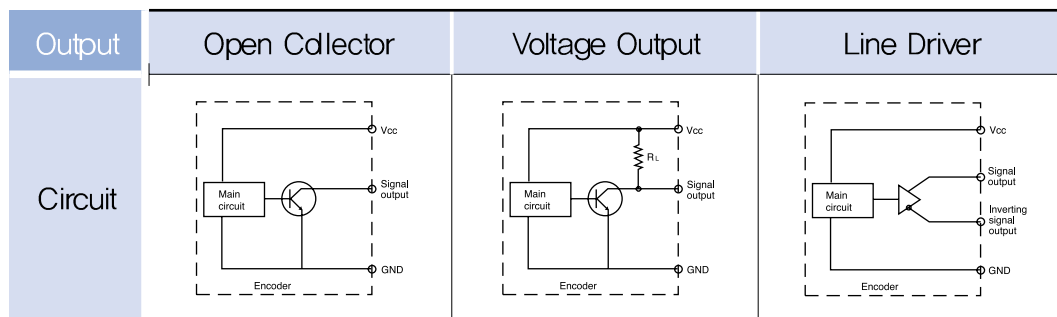 Output
Open Collector
Voltage Output
Line Driver
Circuit
Vcc
Main
circuit
Signal
output
GND
Encoder
Vcc
RL
Main
circuit
Signal
output
GND
Encoder
Vcc
Main
circuit
Signal
output
Inverting
signal
output
GND
Encoder